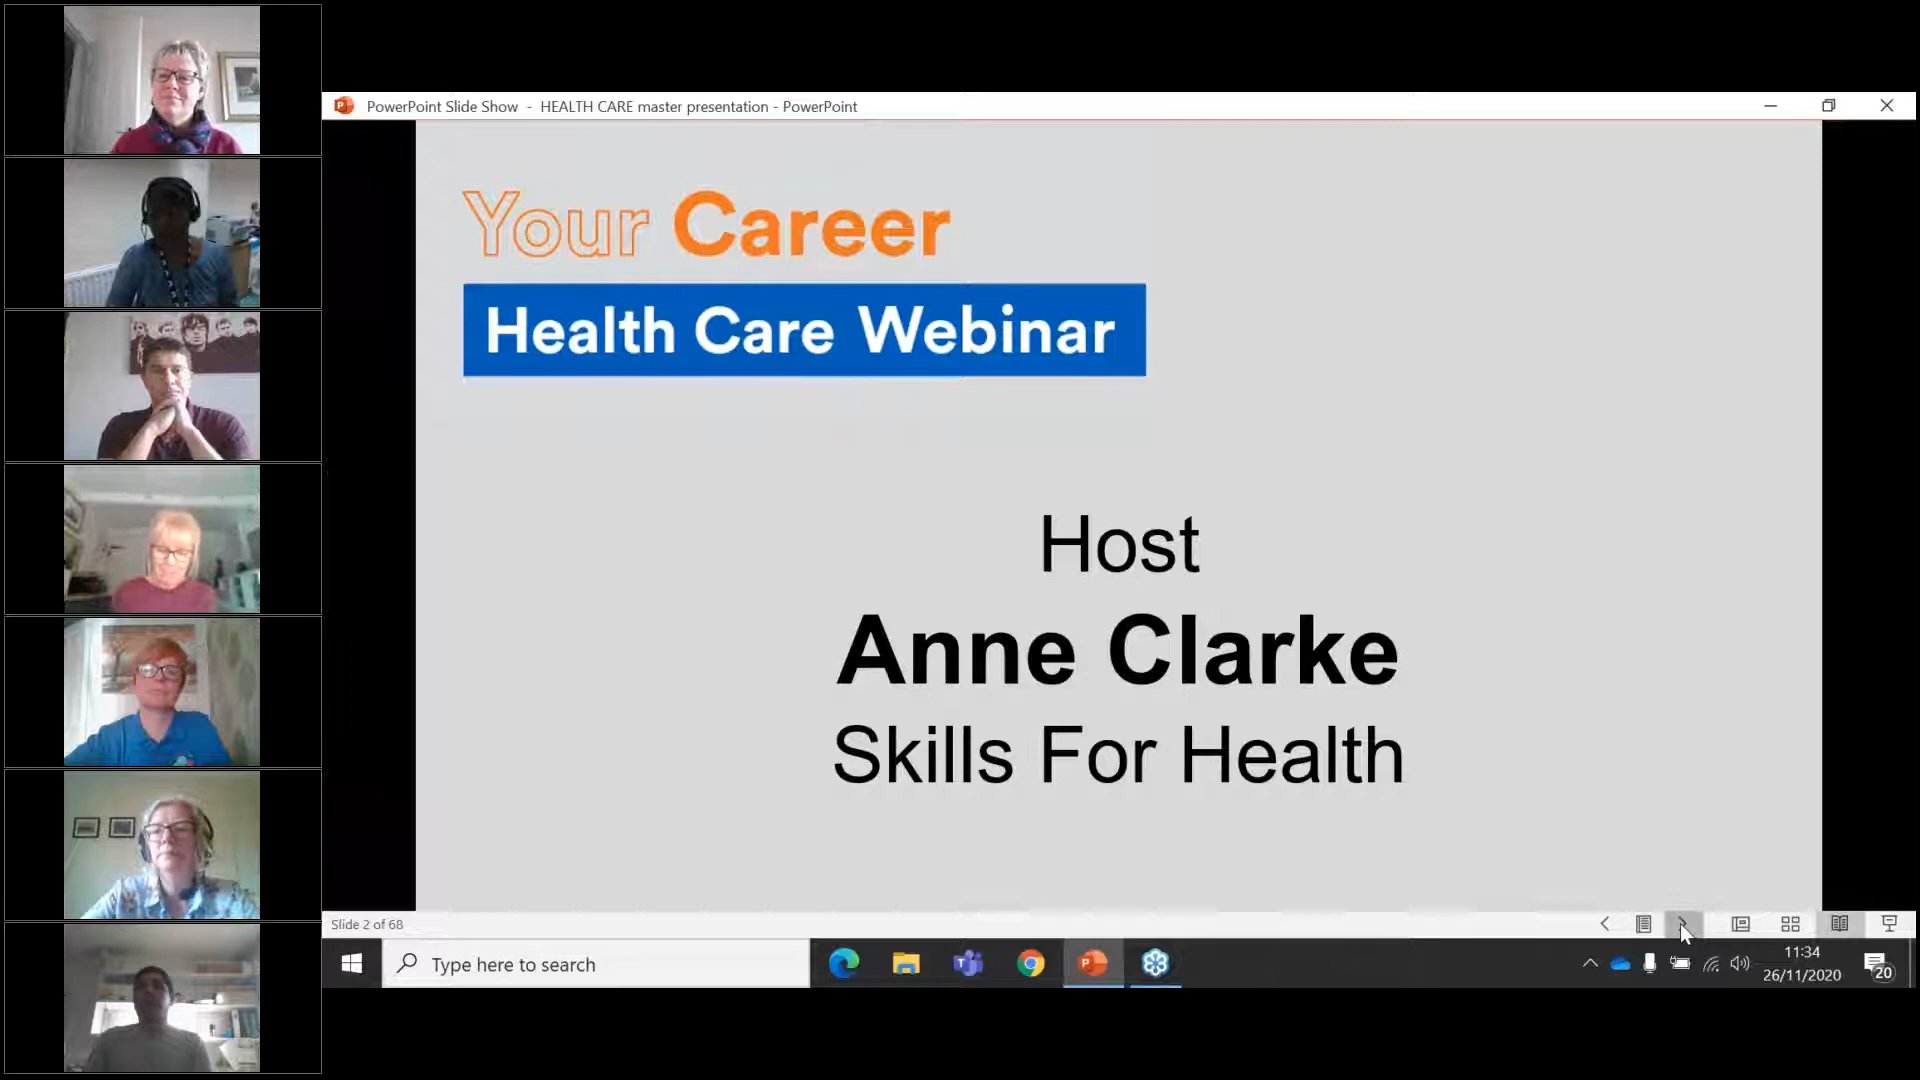 PowerPoint Slide Show - HEALTH CARE master presentation - PowerPoint
Your Career
Health Care Webinar
Host
Anne Clarke
Skills For Health
Slide 2 of 68
Type here to search
11:34
26/11/2020
20